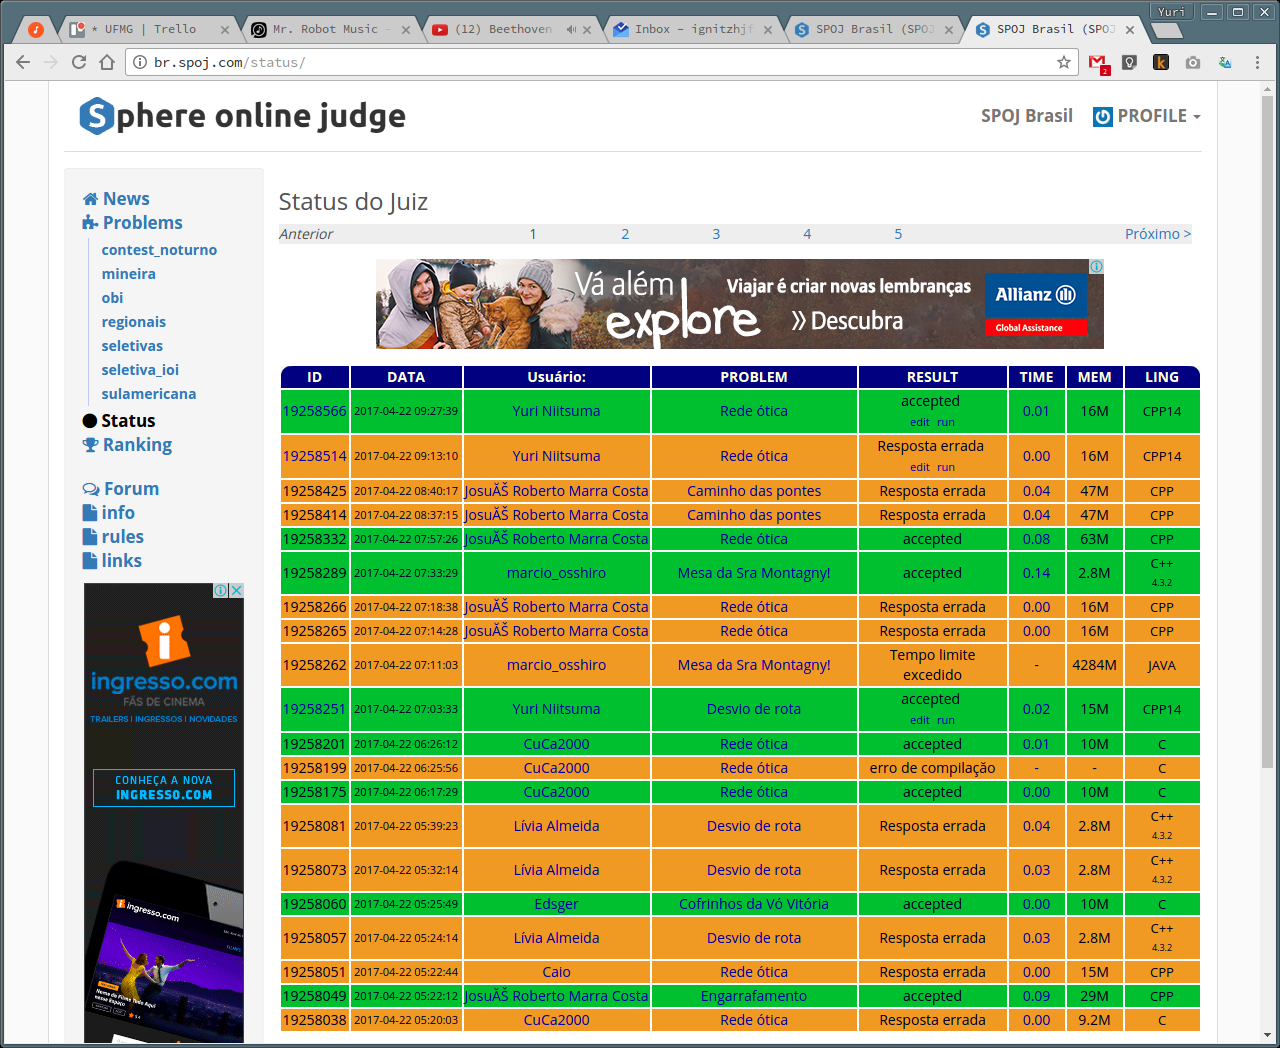 Yuri
* UFMG | Trello
Mr. Robot Music -
(12) Beethoven
Inbox – ignitzhjf
SPOJ Brasil (SPOJ
SPOJ Brasil (SPOJ
br.spoj.com/status/
2
Sphere online judge
SPOJ Brasil
PROFILE
News
Problems
contest_noturno
mineira
obi
regionais
seletivas
seletiva_ioi
sulamericana
Status
Ranking
Forum
info
rules
links
ingresso.com
FÃS DE CINEMA
TRAILERS | INGRESSOS | NOVIDADES
CONHEÇA A NOVA
INGRESSO.COM
ingresso.com
Status do Juiz
Anterior 1 2 3 4 5 Próximo >
Vá além
explore
Viajar é criar novas lembranças
Descubra
Allianz
Global Assistance
ID DATA Usuário: PROBLEM RESULT TIME MEM LING
19258566 2017-04-22 09:27:39 Yuri Niitsuma Rede ótica accepted 0.01 16M CPP14
edit run
19258514 2017-04-22 09:13:10 Yuri Niitsuma Rede ótica Resposta errada 0.00 16M CPP14
edit run
19258425 2017-04-22 08:40:17 JosuĂŠ Roberto Marra Costa Caminho das pontes Resposta errada 0.04 47M CPP
19258414 2017-04-22 08:37:15 JosuĂŠ Roberto Marra Costa Caminho das pontes Resposta errada 0.04 47M CPP
19258332 2017-04-22 07:57:26 JosuĂŠ Roberto Marra Costa Rede ótica accepted 0.08 63M CPP
19258289 2017-04-22 07:33:29 marcio_osshiro Mesa da Sra Montagny! accepted 0.14 2.8M C++
4.3.2
19258266 2017-04-22 07:18:38 JosuĂŠ Roberto Marra Costa Rede ótica Resposta errada 0.00 16M CPP
19258265 2017-04-22 07:14:28 JosuĂŠ Roberto Marra Costa Rede ótica Resposta errada 0.00 16M CPP
19258262 2017-04-22 07:11:03 marcio_osshiro Mesa da Sra Montagny! Tempo limite excedido - 4284M JAVA
19258251 2017-04-22 07:03:33 Yuri Niitsuma Desvio de rota accepted 0.02 15M CPP14
edit run
19258201 2017-04-22 06:26:12 CuCa2000 Rede ótica accepted 0.01 10M C
19258199 2017-04-22 06:25:56 CuCa2000 Rede ótica erro de compilaçăo - - C
19258175 2017-04-22 06:17:29 CuCa2000 Rede ótica accepted 0.00 10M C
19258081 2017-04-22 05:39:23 Lívia Almeida Desvio de rota Resposta errada 0.04 2.8M C++
4.3.2
19258073 2017-04-22 05:32:14 Lívia Almeida Desvio de rota Resposta errada 0.03 2.8M C++
4.3.2
19258060 2017-04-22 05:25:49 Edsger Cofrinhos da Vó Vitória accepted 0.00 10M C
19258057 2017-04-22 05:24:14 Lívia Almeida Desvio de rota Resposta errada 0.03 2.8M C++
4.3.2
19258051 2017-04-22 05:22:44 Caio Rede ótica Resposta errada 0.00 15M CPP
19258049 2017-04-22 05:22:12 JosuĂŠ Roberto Marra Costa Engarrafamento accepted 0.09 29M CPP
19258038 2017-04-22 05:20:03 CuCa2000 Rede ótica Resposta errada 0.00 9.2M C